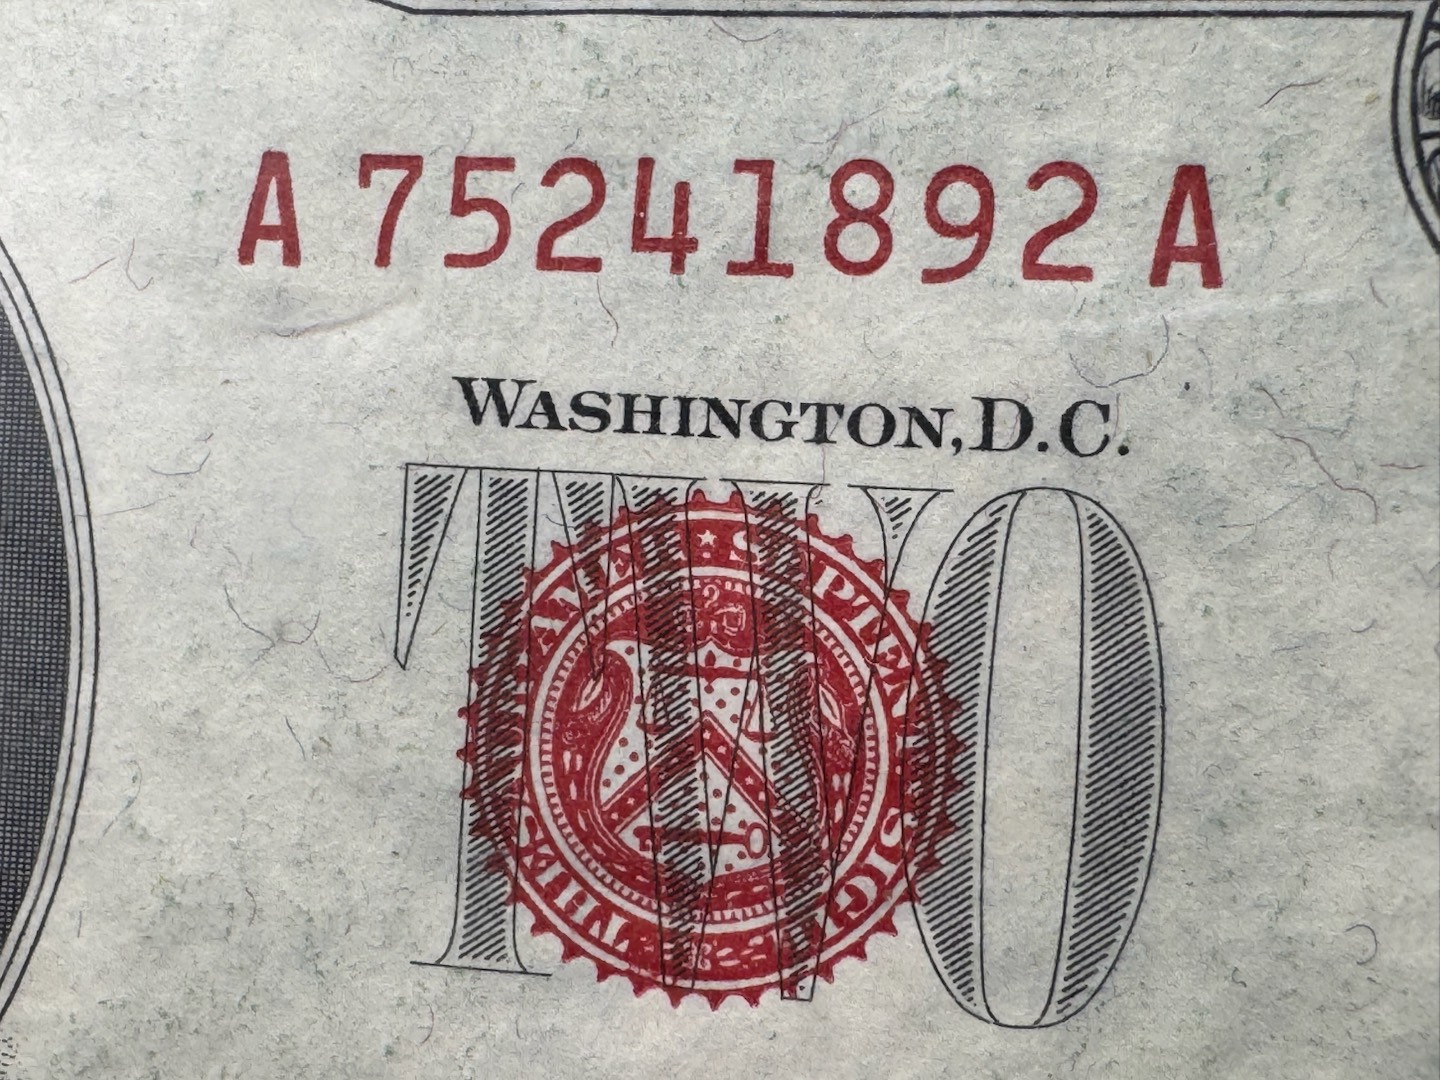 A 75241892 A
WASHINGTON, D.C.
TWO